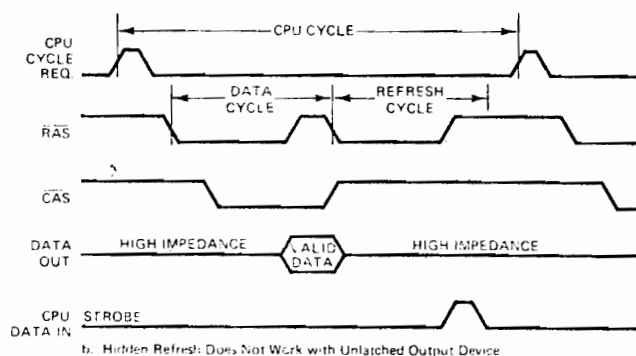 CPU CYCLE
CPU
CYCLE
REQ.
DATA
CYCLE
REFRESH
CYCLE
RAS
CAS
DATA
OUT
HIGH IMPEDANCE
VALID
DATA
HIGH IMPEDANCE
CPU
DATA IN
STROBE
b. Hidden Refresh Does Not Work with Unlatched Output Device